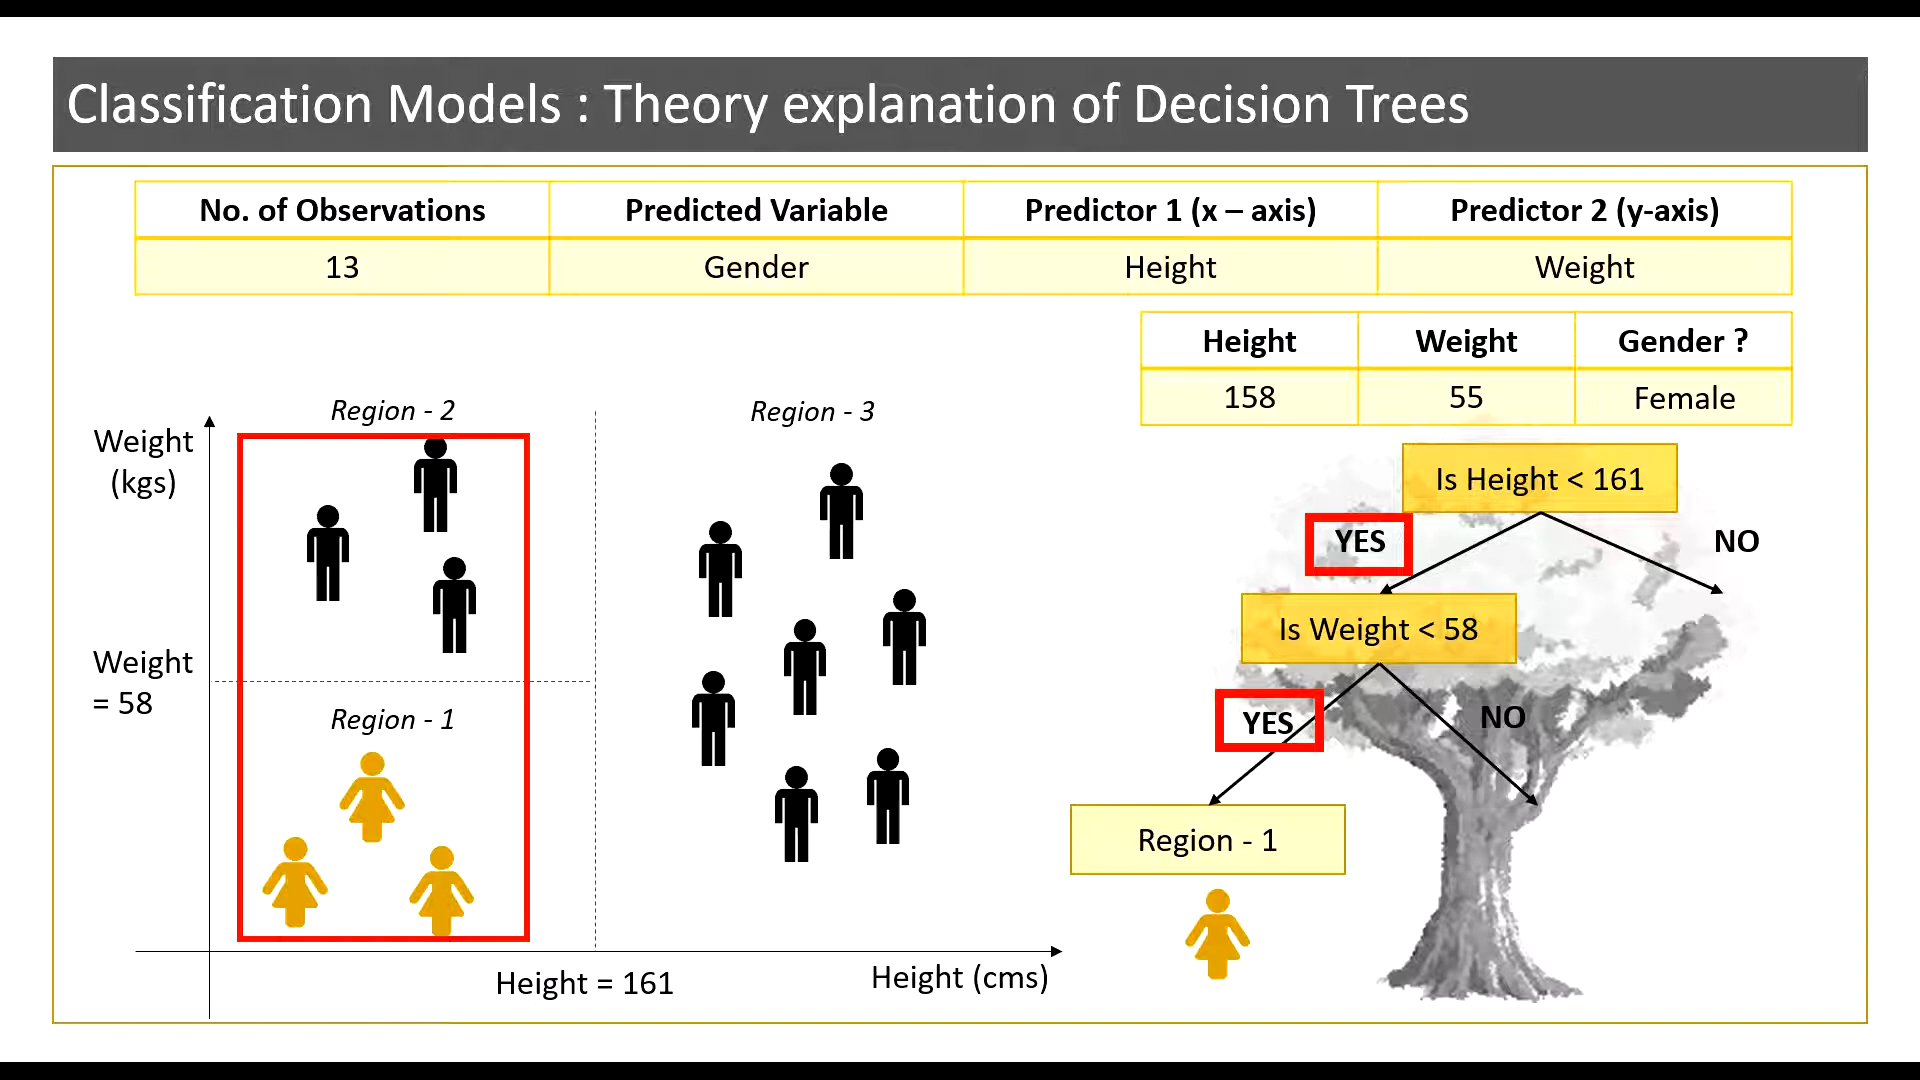 Classification Models : Theory explanation of Decision Trees
No. of Observations
Predicted Variable
Predictor 1 (x – axis)
Predictor 2 (y-axis)
13
Gender
Height
Weight
Height
Weight
Gender ?
158
55
Female
Region - 2
Region - 3
Weight
(kgs)
Is Height < 161
YES
NO
Is Weight < 58
Weight
= 58
Region - 1
YES
NO
Region - 1
Height = 161
Height (cms)